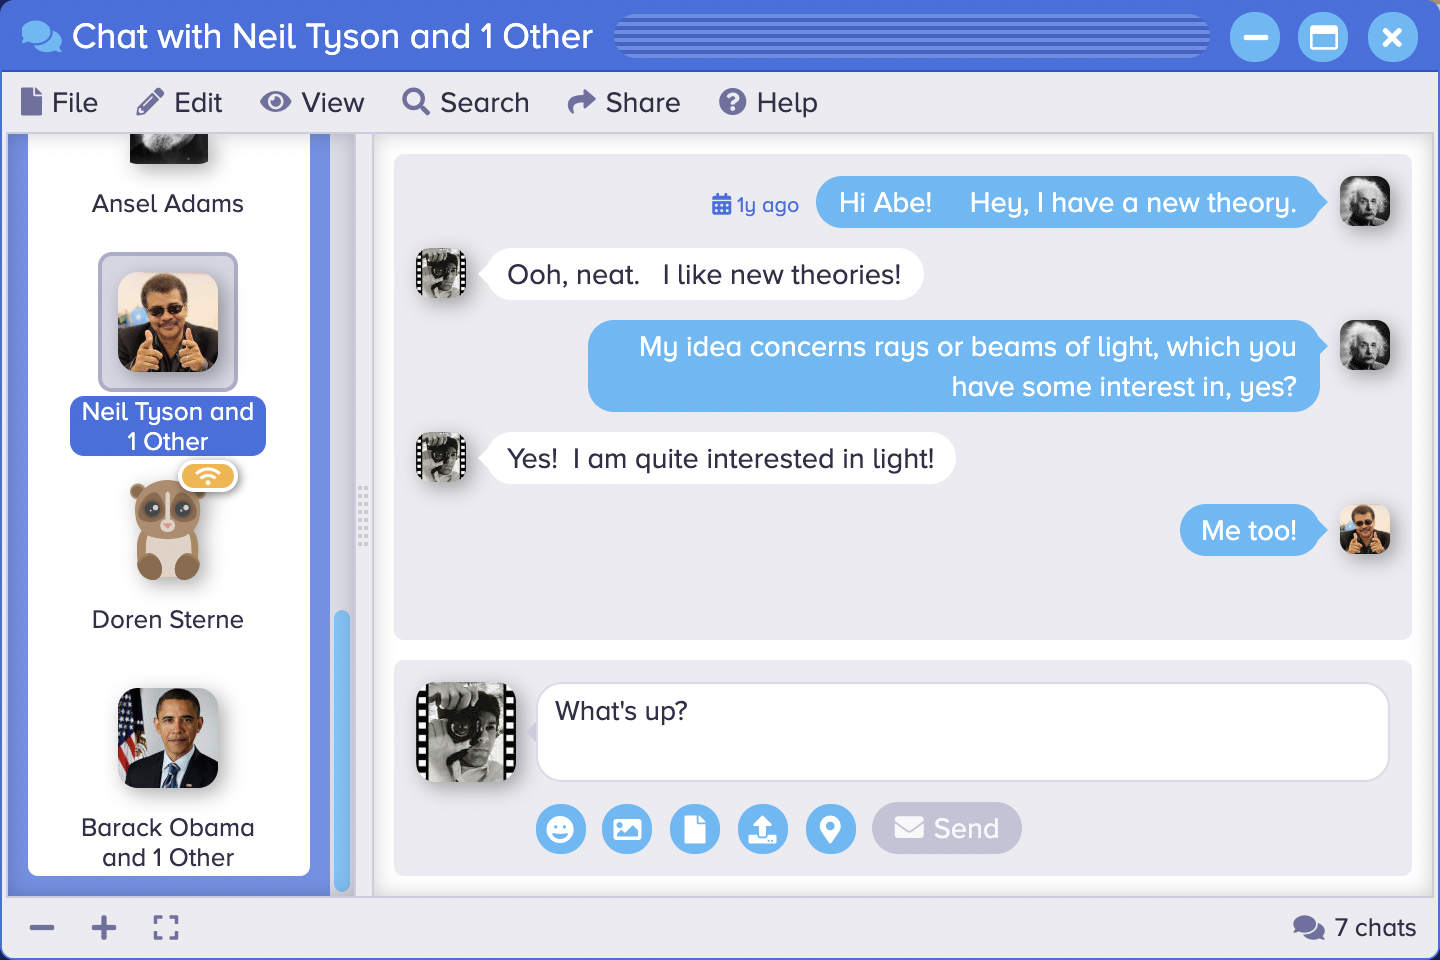 Chat with Neil Tyson and 1 Other
File Edit View Search Share Help
Ansel Adams
Neil Tyson and
1 Other
Doren Sterne
Barack Obama
and 1 Other
1y ago
Hi Abe! Hey, I have a new theory.
Ooh, neat. I like new theories!
My idea concerns rays or beams of light, which you
have some interest in, yes?
Yes! I am quite interested in light!
Me too!
What's up?
Send
7 chats